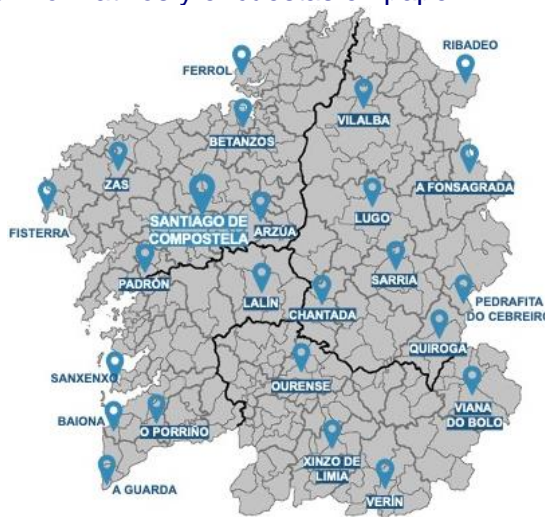 RIBADEO
FERROL
VILALBA
BETANZOS
ZAS
A FONSAGRADA
LUGO
SANTIAGO DE
COMPOSTELA
ARZÚA
FISTERRA
SARRIA
PADRÓN
LALÍN
CHANTADA
PEDRAFITA
DO CEBREIRO
QUIROGA
OURENSE
SANXENXO
VIANA
DO BOLO
BAIONA
O PORRIÑO
XINZO DE
LIMIA
A GUARDA
VERÍN